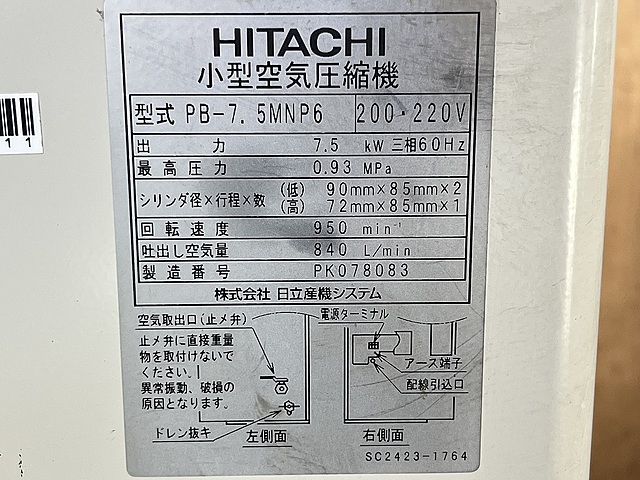 HITACHI
小型空気圧縮機
型式 PB-7.5MNP6 200・220V
出力 7.5 kW 三相60Hz
最高圧力 0.93 MPa
シリンダ径×行程×数 (低) 90mm×85mm×2
(高) 72mm×85mm×1
回転速度 950 min⁻¹
吐出し空気量 840 L/min
製造番号 PK078083
株式会社 日立産機システム
空気取出口(止メ弁)
止メ弁に直接重量
物を取付けないで
ください。!
異常振動、破損の
原因となります。
ドレン抜キ
左側面
電源ターミナル
アース端子
配線引込口
右側面
SC2423-1764
11